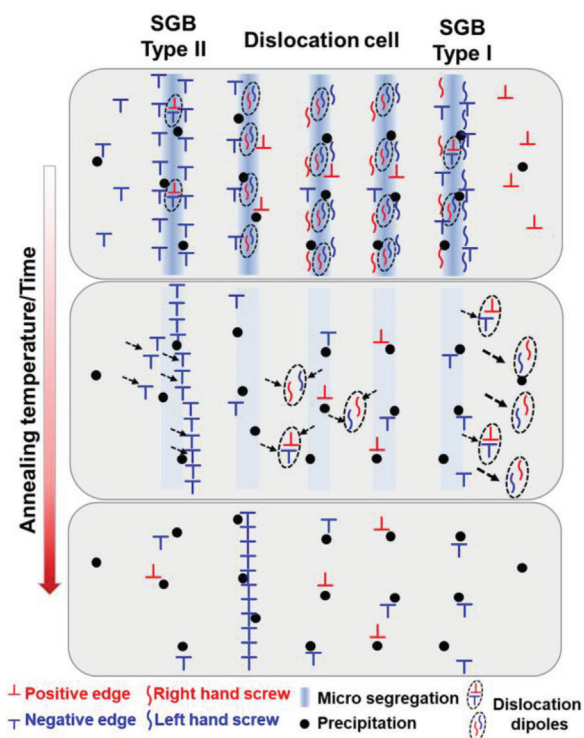 SGB
Type II
Dislocation cell
SGB
Type I
Annealing temperature/Time
Positive edge
Right hand screw
Micro segregation
Dislocation
dipoles
Negative edge
Left hand screw
Precipitation